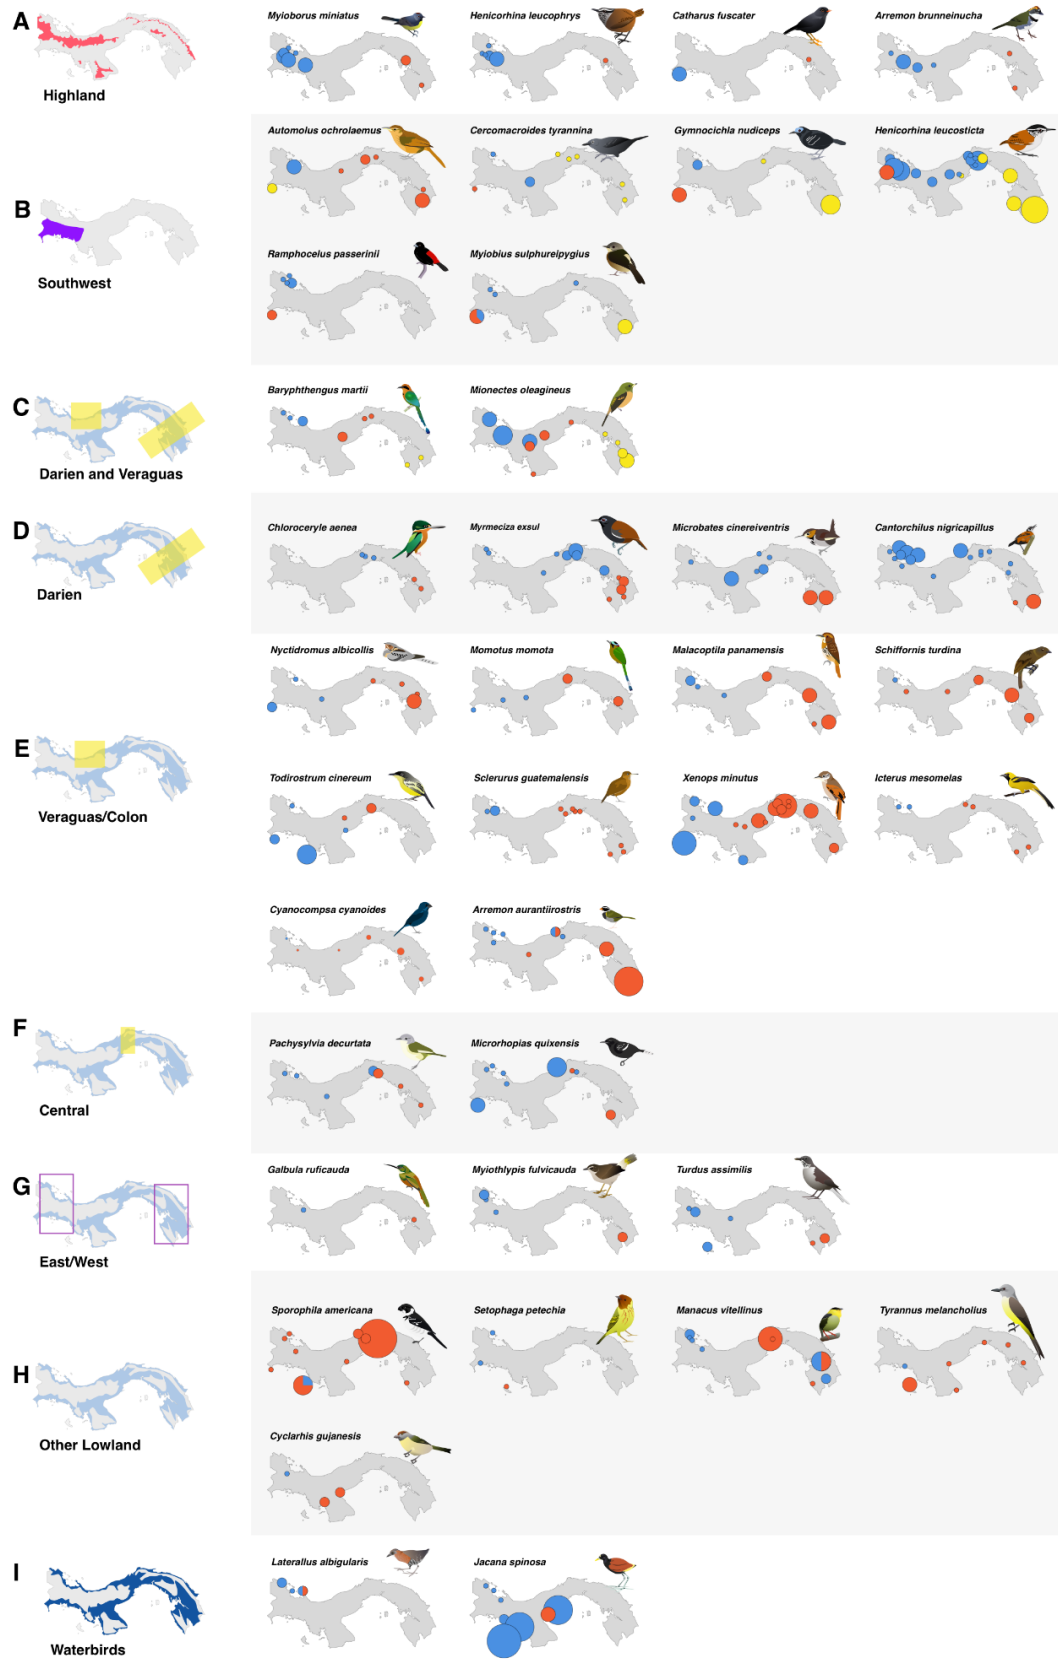 A
Highland
Myioborus miniatus
Henicorhina leucophrys
Catharus fuscater
Arremon brunneinucha
B
Southwest
Automolus ochrolaemus
Cercomacroides tyrannina
Gymnocichla nudiceps
Henicorhina leucosticta
Ramphocelus passerinii
Myiobius sulphureipygius
C
Darien and Veraguas
Baryphthengus martii
Mionectes oleagineus
D
Darien
Chloroceryle aenea
Myrmeciza exsul
Microbates cinereiventris
Cantorchilus nigricapillus
E
Veraguas/Colon
Nyctidromus albicollis
Momotus momota
Malacoptila panamensis
Schiffornis turdina
Todirostrum cinereum
Sclerurus guatemalensis
Xenops minutus
Icterus mesomelas
Cyanocompsa cyanoides
Arremon aurantiirostris
F
Central
Pachysylvia decurtata
Microrhopias quixensis
G
East/West
Galbula ruficauda
Myiothlypis fulvicauda
Turdus assimilis
H
Other Lowland
Sporophila americana
Setophaga petechia
Manacus vitellinus
Tyrannus melancholius
Cyclarhis gujanesis
I
Waterbirds
Laterallus albigularis
Jacana spinosa